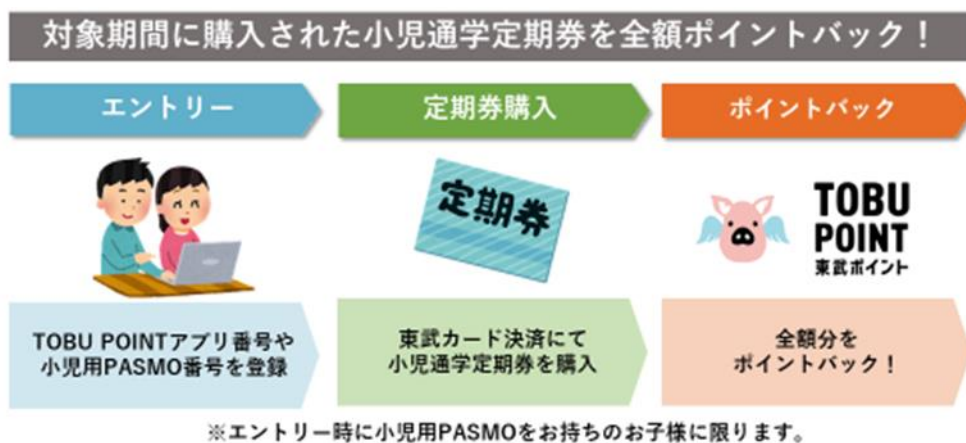 対象期間に購入された小児通学定期券を全額ポイントバック！
エントリー
定期券購入
ポイントバック
定期券
TOBU
POINT
東武ポイント
TOBU POINTアプリ番号や
小児用PASMO番号を登録
東武カード決済にて
小児通学定期券を購入
全額分を
ポイントバック！
※エントリー時に小児用PASMOをお持ちのお子様に限ります。